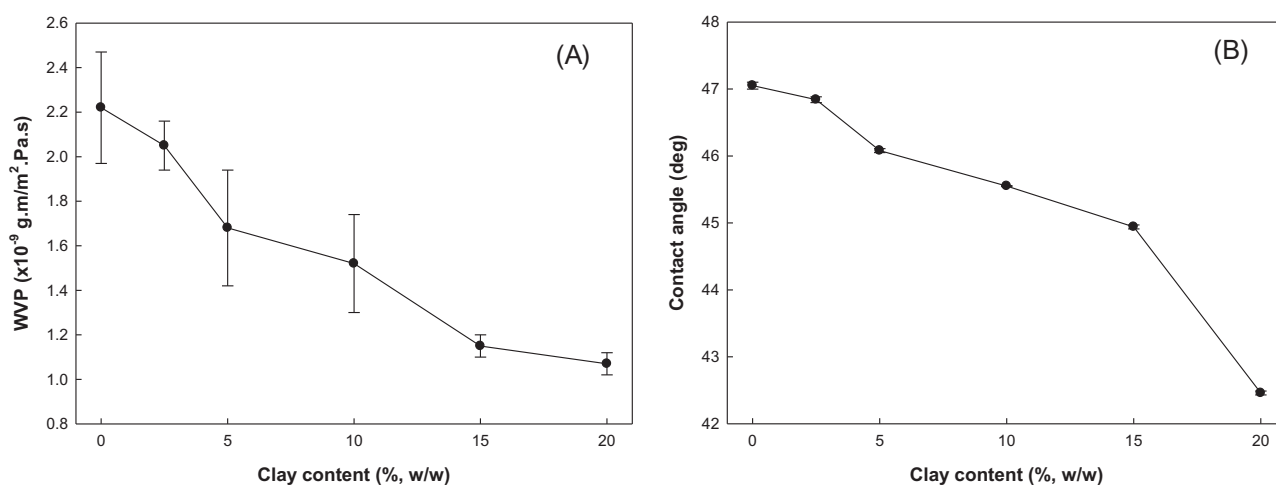 (A)
WVP (x10⁻⁹ g.m/m².Pa.s)
2.6
2.4
2.2
2.0
1.8
1.6
1.4
1.2
1.0
0.8
0 5 10 15 20
Clay content (%, w/w)
(B)
Contact angle (deg)
48
47
46
45
44
43
42
0 5 10 15 20
Clay content (%, w/w)